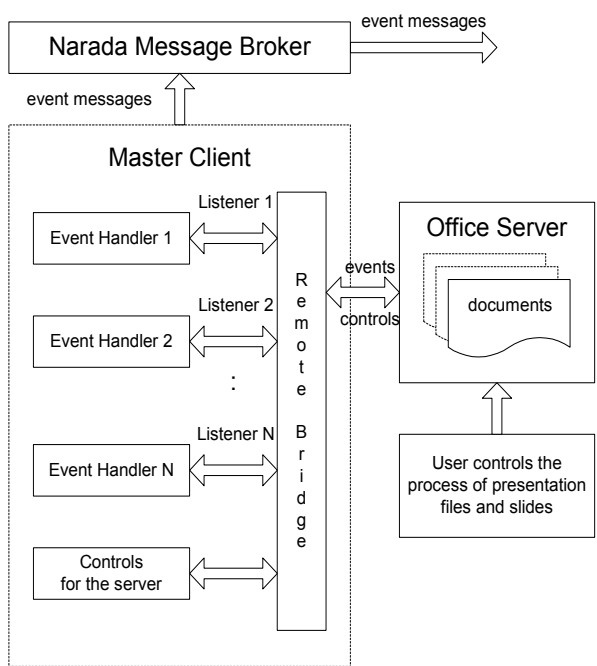 event messages
Narada Message Broker
event messages
Master Client
Listener 1
Event Handler 1
Listener 2
Event Handler 2
:
Listener N
Event Handler N
Controls
for the server
Remote Bridge
events
controls
Office Server
documents
User controls the
process of presentation
files and slides